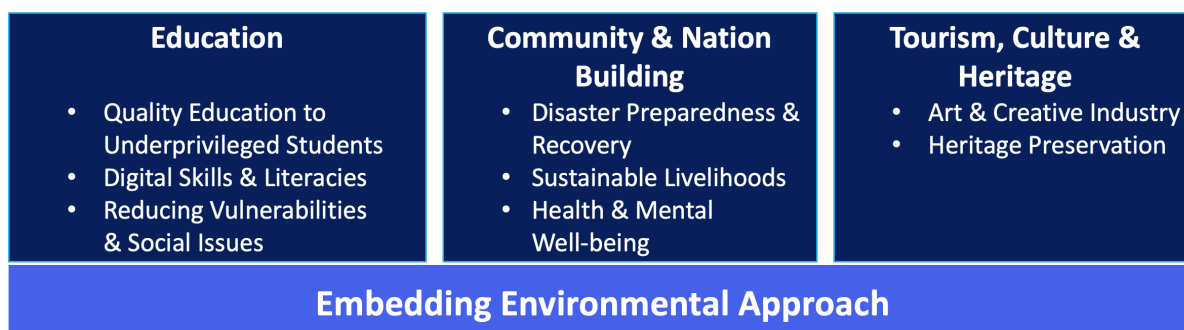 Education
• Quality Education to
Underprivileged Students
• Digital Skills & Literacies
• Reducing Vulnerabilities
& Social Issues
Community & Nation
Building
• Disaster Preparedness &
Recovery
• Sustainable Livelihoods
• Health & Mental
Well-being
Tourism, Culture &
Heritage
• Art & Creative Industry
• Heritage Preservation
Embedding Environmental Approach